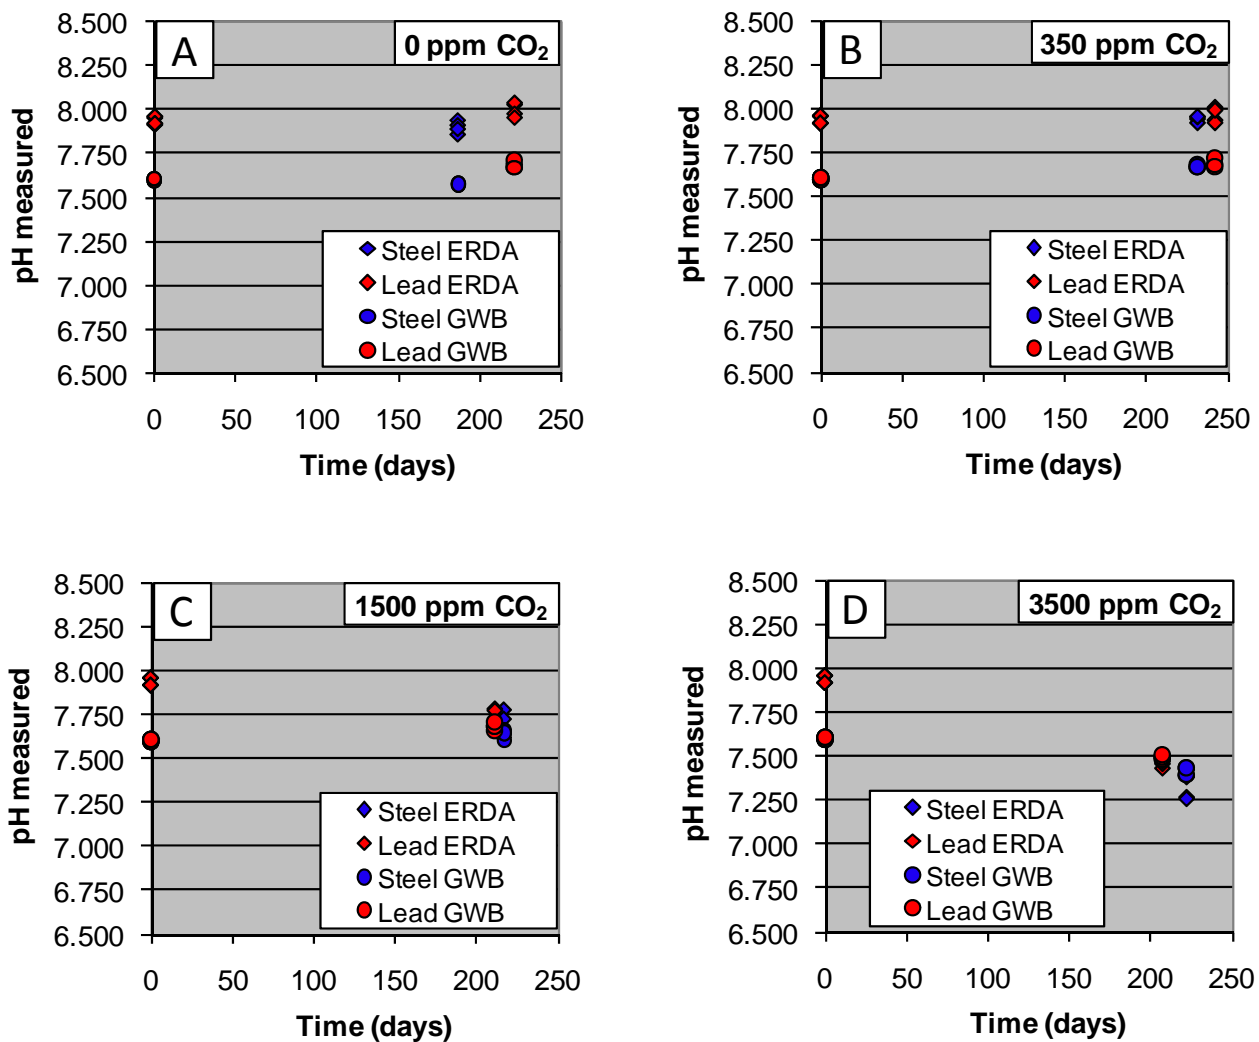 A
0 ppm CO₂
8.500
8.250
8.000
7.750
7.500
7.250
7.000
6.750
6.500
pH measured
Steel ERDA
Lead ERDA
Steel GWB
Lead GWB
0 50 100 150 200 250
Time (days)
B
350 ppm CO₂
8.500
8.250
8.000
7.750
7.500
7.250
7.000
6.750
6.500
pH measured
Steel ERDA
Lead ERDA
Steel GWB
Lead GWB
0 50 100 150 200 250
Time (days)
C
1500 ppm CO₂
8.500
8.250
8.000
7.750
7.500
7.250
7.000
6.750
6.500
pH measured
Steel ERDA
Lead ERDA
Steel GWB
Lead GWB
0 50 100 150 200 250
Time (days)
D
3500 ppm CO₂
8.500
8.250
8.000
7.750
7.500
7.250
7.000
6.750
6.500
pH measured
Steel ERDA
Lead ERDA
Steel GWB
Lead GWB
0 50 100 150 200 250
Time (days)